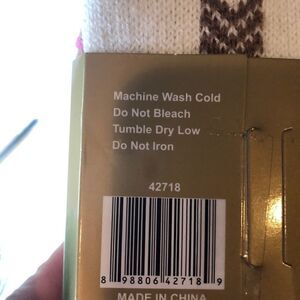 Machine Wash Cold
Do Not Bleach
Tumble Dry Low
Do Not Iron
42718
8 98806 42718 9
MADE IN CHINA